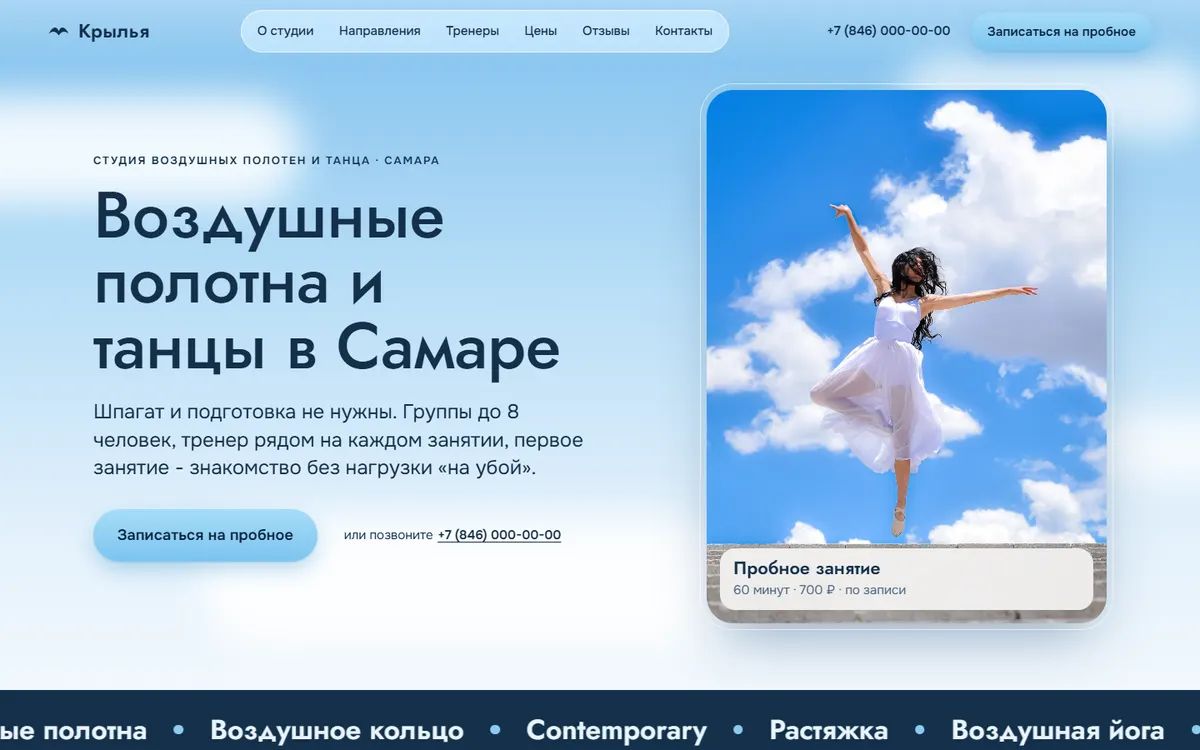 Крылья
О студии
Направления
Тренеры
Цены
Отзывы
Контакты
+7 (846) 000-00-00
Записаться на пробное
СТУДИЯ ВОЗДУШНЫХ ПОЛОТЕН И ТАНЦА · САМАРА
Воздушные
полотна и
танцы в Самаре
Шпагат и подготовка не нужны. Группы до 8
человек, тренер рядом на каждом занятии, первое
занятие - знакомство без нагрузки «на убой».
Записаться на пробное
или позвоните +7 (846) 000-00-00
Пробное занятие
60 минут · 700 ₽ · по записи
ые полотна • Воздушное кольцо • Contemporary • Растяжка • Воздушная йога